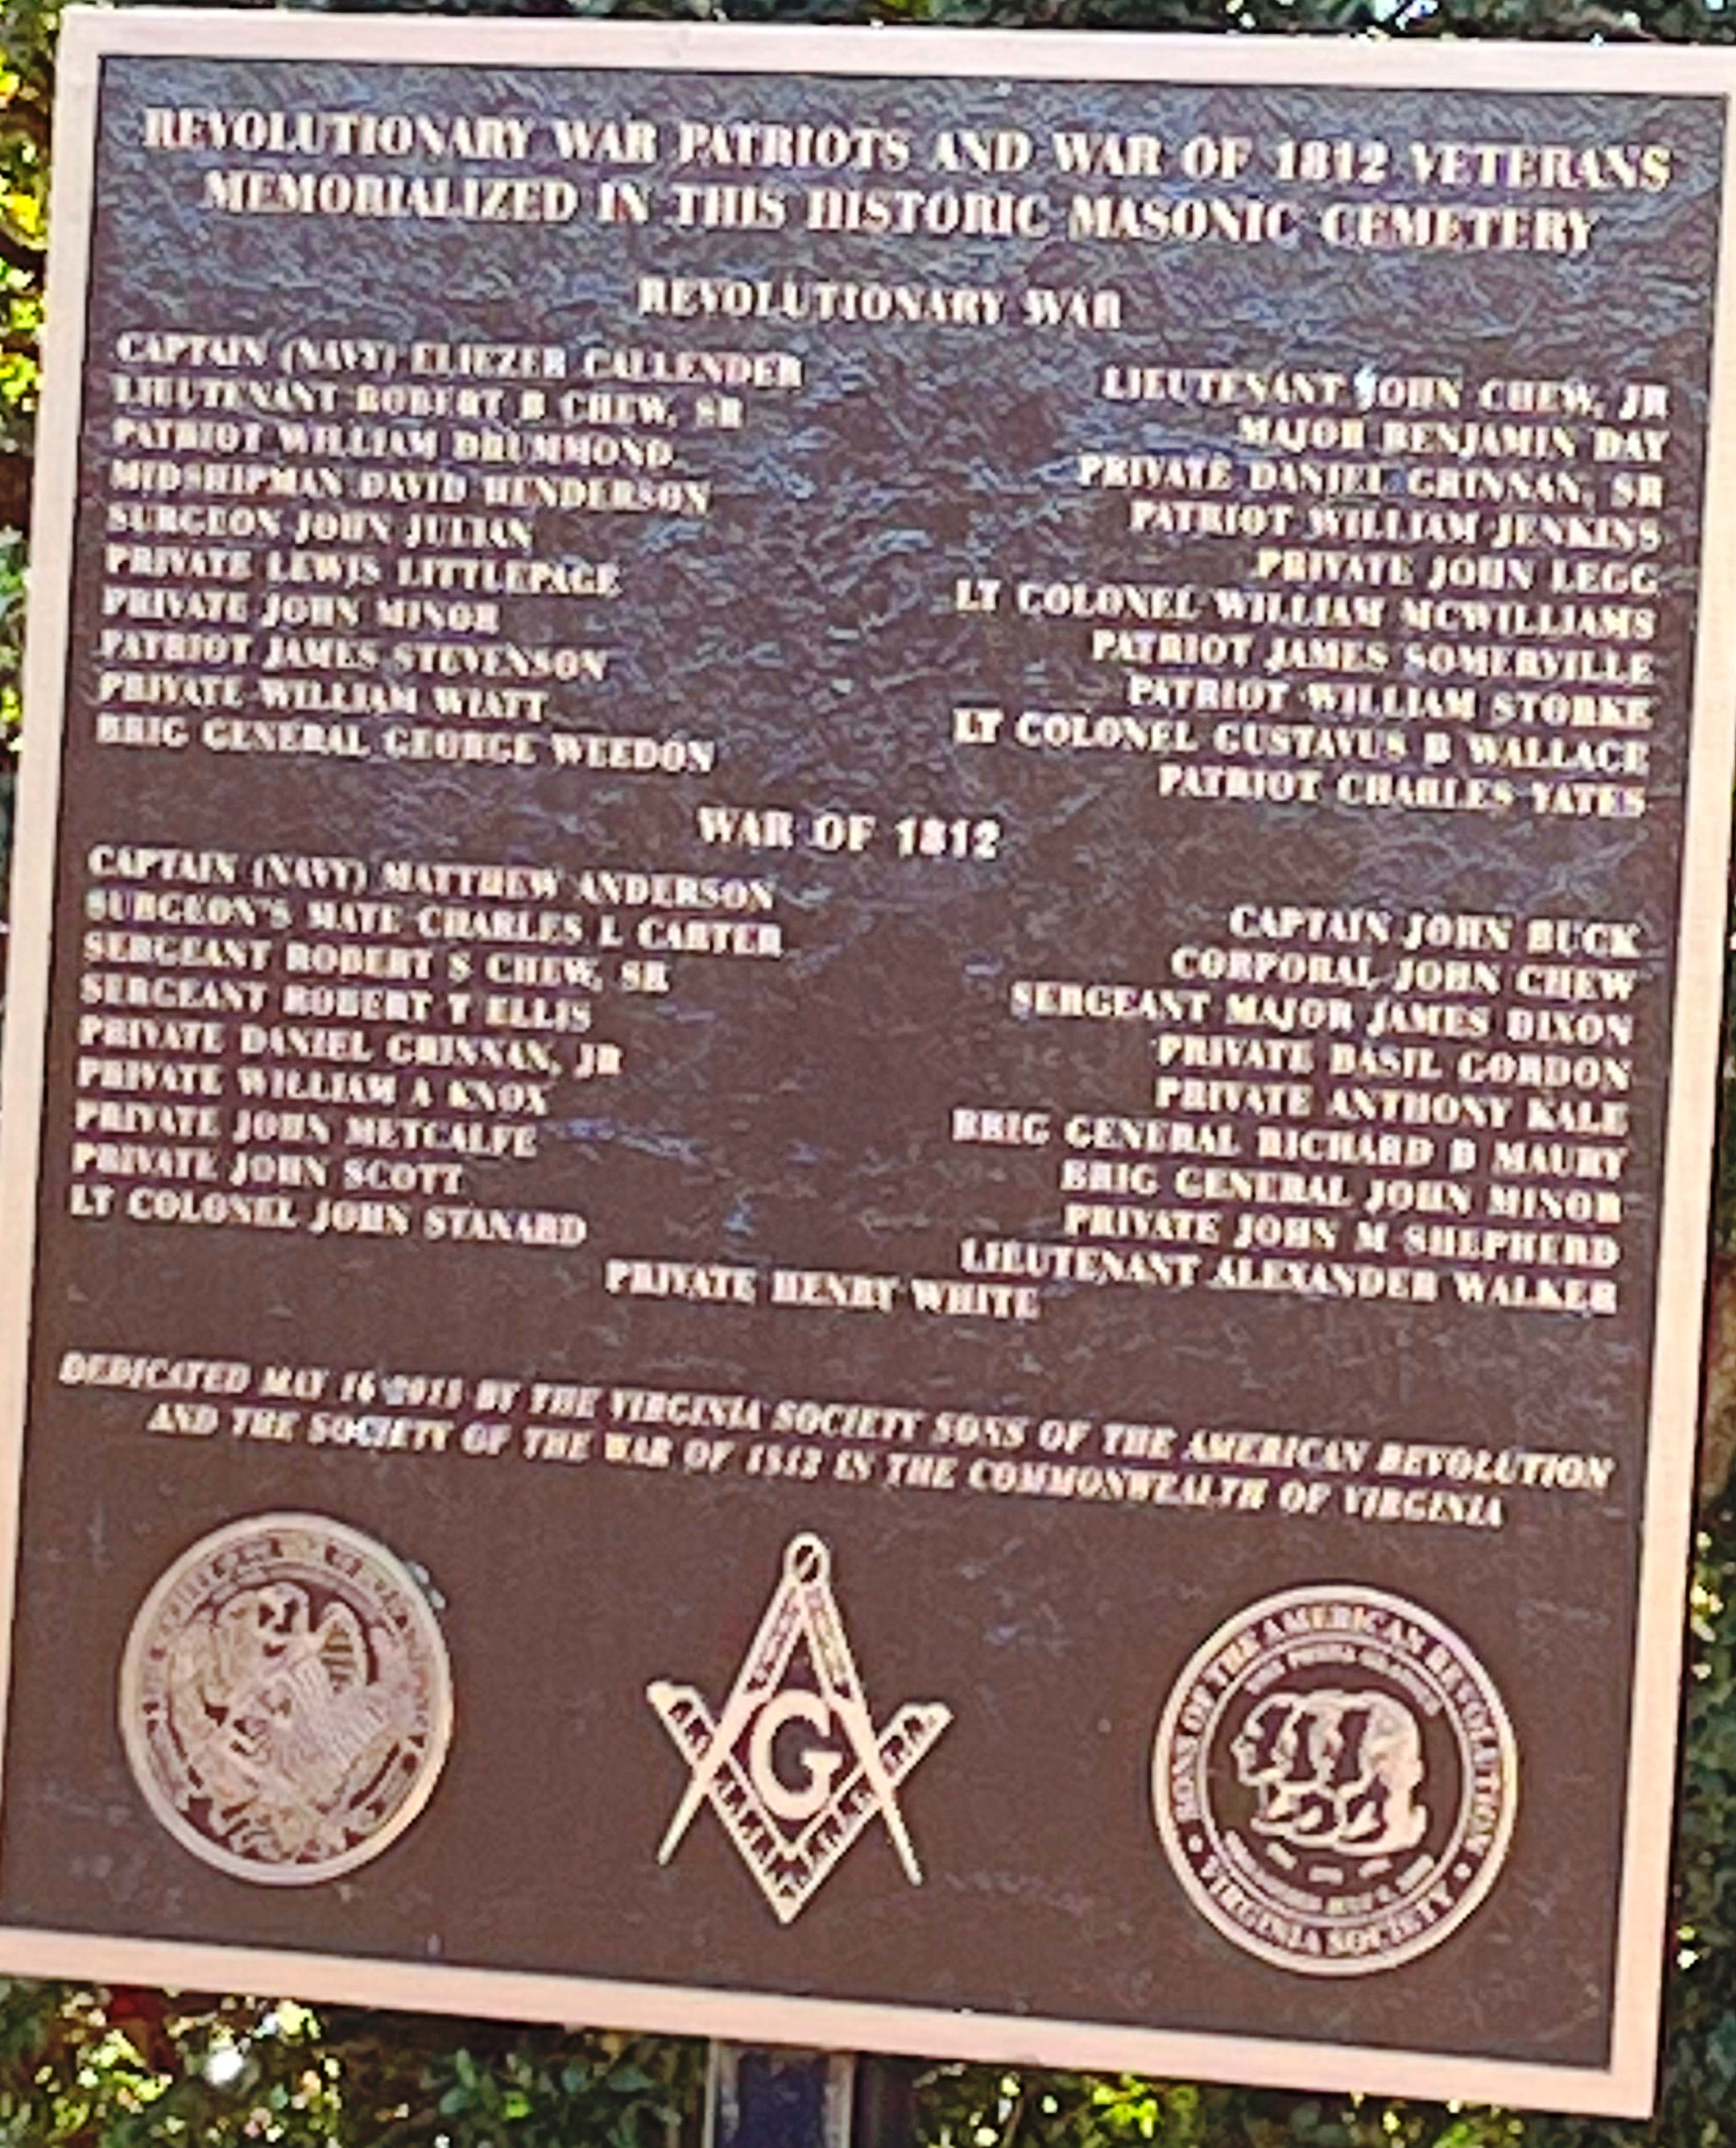 REVOLUTIONARY WAR PATRIOTS AND WAR OF 1812 VETERANS
MEMORIALIZED IN THIS HISTORIC MASONIC CEMETERY
REVOLUTIONARY WAR
CAPTAIN (NAVY) ELIEZER CALLENDER
LIEUTENANT ROBERT B CHEW, SR
PATRIOT WILLIAM DRUMMOND
MIDSHIPMAN DAVID HENDERSON
SURGEON JOHN JULIAN
PRIVATE LEWIS LITTLEPAGE
PRIVATE JOHN MINOR
PATRIOT JAMES STEVENSON
PRIVATE WILLIAM WIATT
BRIG GENERAL GEORGE WEEDON
LIEUTENANT JOHN CHEW, JR
MAJOR BENJAMIN DAY
PRIVATE DANIEL GRINNAN, SR
PATRIOT WILLIAM JENKINS
PRIVATE JOHN LEGG
LT COLONEL WILLIAM MCWILLIAMS
PATRIOT JAMES SOMERVILLE
PATRIOT WILLIAM STORKE
LT COLONEL GUSTAVUS B WALLACE
PATRIOT CHARLES YATES
WAR OF 1812
CAPTAIN (NAVY) MATTHEW ANDERSON
SURGEON'S MATE CHARLES L CARTER
SERGEANT ROBERT S CHEW, SR
SERGEANT ROBERT T ELLIS
PRIVATE DANIEL GRINNAN, JR
PRIVATE WILLIAM A KNOX
PRIVATE JOHN METCALFE
PRIVATE JOHN SCOTT
LT COLONEL JOHN STANARD
CAPTAIN JOHN BUCK
CORPORAL JOHN CHEW
SERGEANT MAJOR JAMES DIXON
PRIVATE BASIL GORDON
PRIVATE ANTHONY KALE
BRIG GENERAL RICHARD B MAURY
BRIG GENERAL JOHN MINOR
PRIVATE JOHN M SHEPHERD
LIEUTENANT ALEXANDER WALKER
PRIVATE HENRY WHITE
DEDICATED MAY 16 BY THE VIRGINIA SOCIETY SONS OF THE AMERICAN REVOLUTION
AND THE SOCIETY OF THE WAR OF 1812 IN THE COMMONWEALTH OF VIRGINIA
G
SONS OF THE AMERICAN REVOLUTION
VIRGINIA SOCIETY